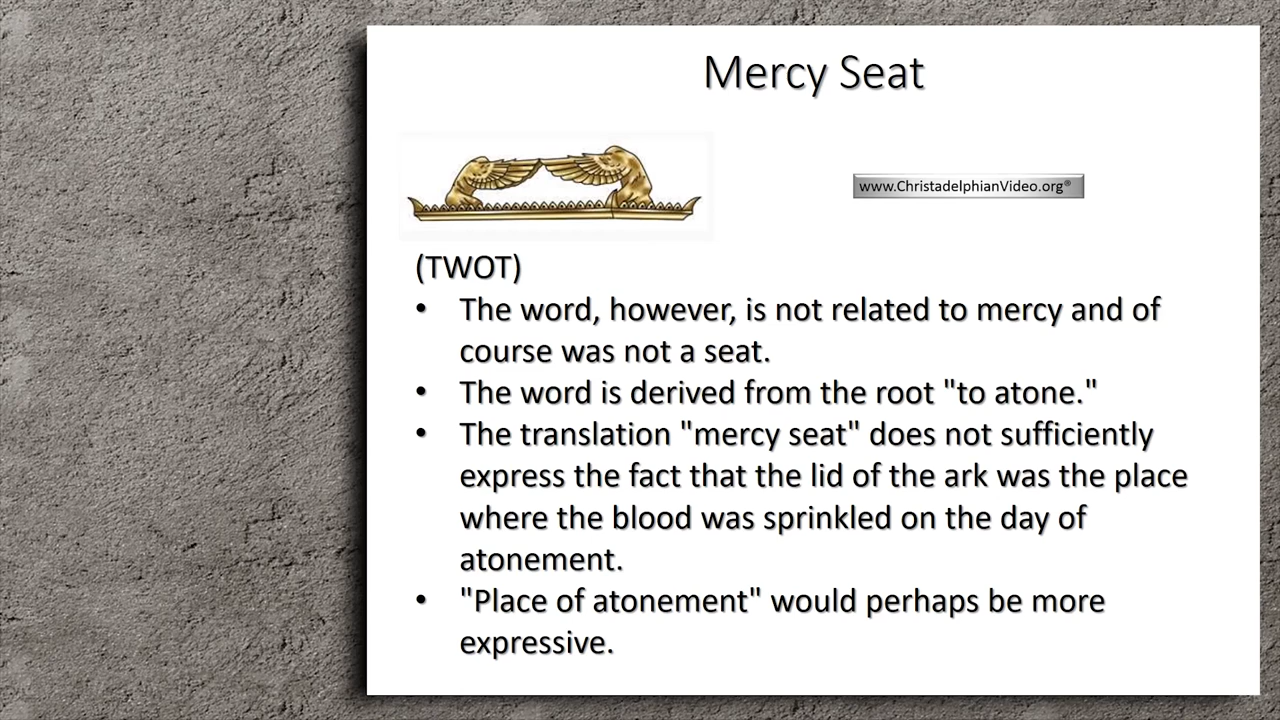 Mercy Seat
www.ChristadelphianVideo.org®
(TWOT)
• The word, however, is not related to mercy and of
course was not a seat.
• The word is derived from the root "to atone."
• The translation "mercy seat" does not sufficiently
express the fact that the lid of the ark was the place
where the blood was sprinkled on the day of
atonement.
• "Place of atonement" would perhaps be more
expressive.